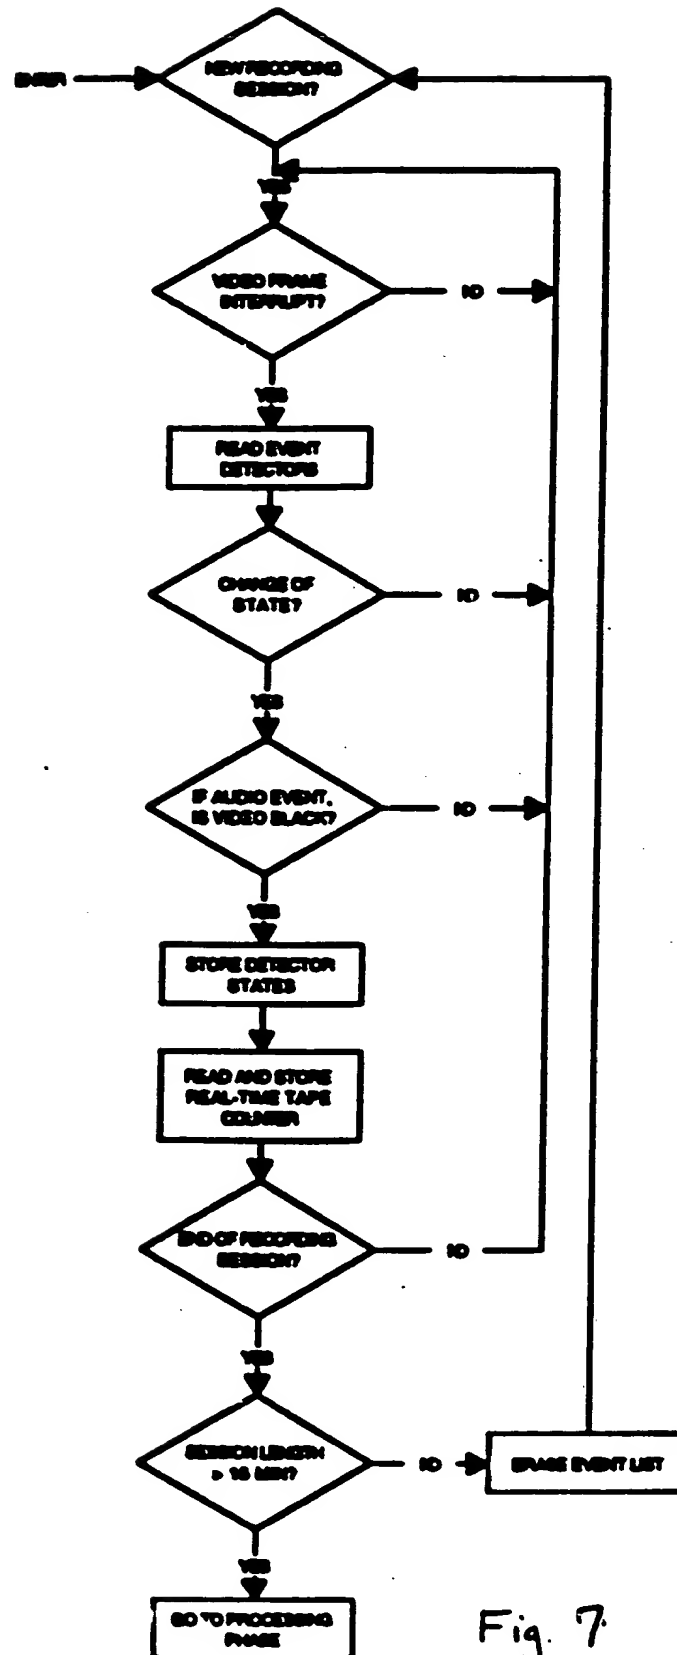 ENTER
NEW RECORDING
SESSION?
YES
VIDEO FRAME
INTERRUPT?
NO
YES
READ EVENT
DETECTORS
CHANGE OF
STATE?
NO
YES
IF AUDIO EVENT,
IS VIDEO BLACK?
NO
YES
STORE DETECTOR
STATES
READ AND STORE
REAL-TIME TAPE
COUNTER
END OF RECORDING
SESSION?
NO
YES
SESSION LENGTH
> 15 MIN?
NO
ERASE EVENT LIST
YES
GO TO PROCESSING
PHASE
Fig. 7